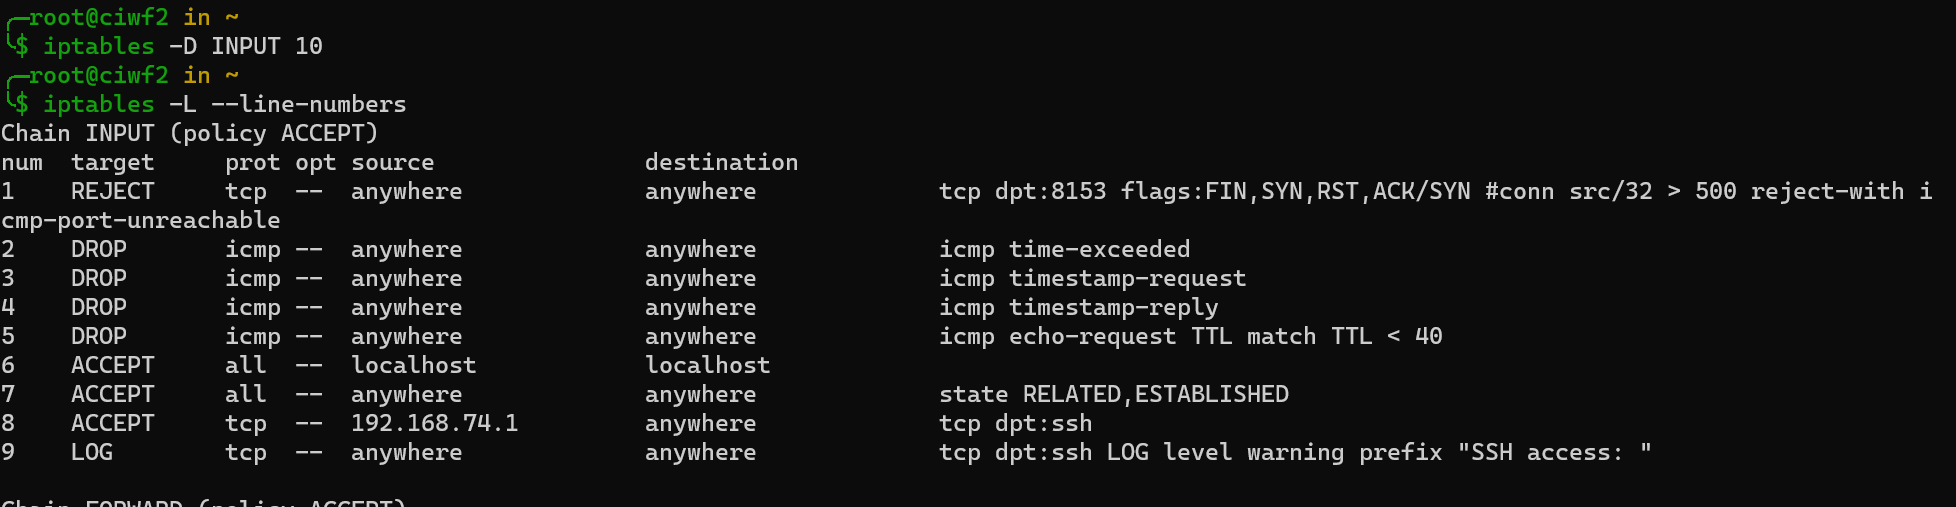 root@ciwf2 in ~
$ iptables -D INPUT 10
root@ciwf2 in ~
$ iptables -L --line-numbers
Chain INPUT (policy ACCEPT)
num  target     prot opt source               destination
1    REJECT     tcp  --  anywhere             anywhere             tcp dpt:8153 flags:FIN,SYN,RST,ACK/SYN #conn src/32 > 500 reject-with i
cmp-port-unreachable
2    DROP       icmp --  anywhere             anywhere             icmp time-exceeded
3    DROP       icmp --  anywhere             anywhere             icmp timestamp-request
4    DROP       icmp --  anywhere             anywhere             icmp timestamp-reply
5    DROP       icmp --  anywhere             anywhere             icmp echo-request TTL match TTL < 40
6    ACCEPT     all  --  localhost            localhost
7    ACCEPT     all  --  anywhere             anywhere             state RELATED,ESTABLISHED
8    ACCEPT     tcp  --  192.168.74.1         anywhere             tcp dpt:ssh
9    LOG        tcp  --  anywhere             anywhere             tcp dpt:ssh LOG level warning prefix "SSH access: "
Chain FORWARD (policy ACCEPT)